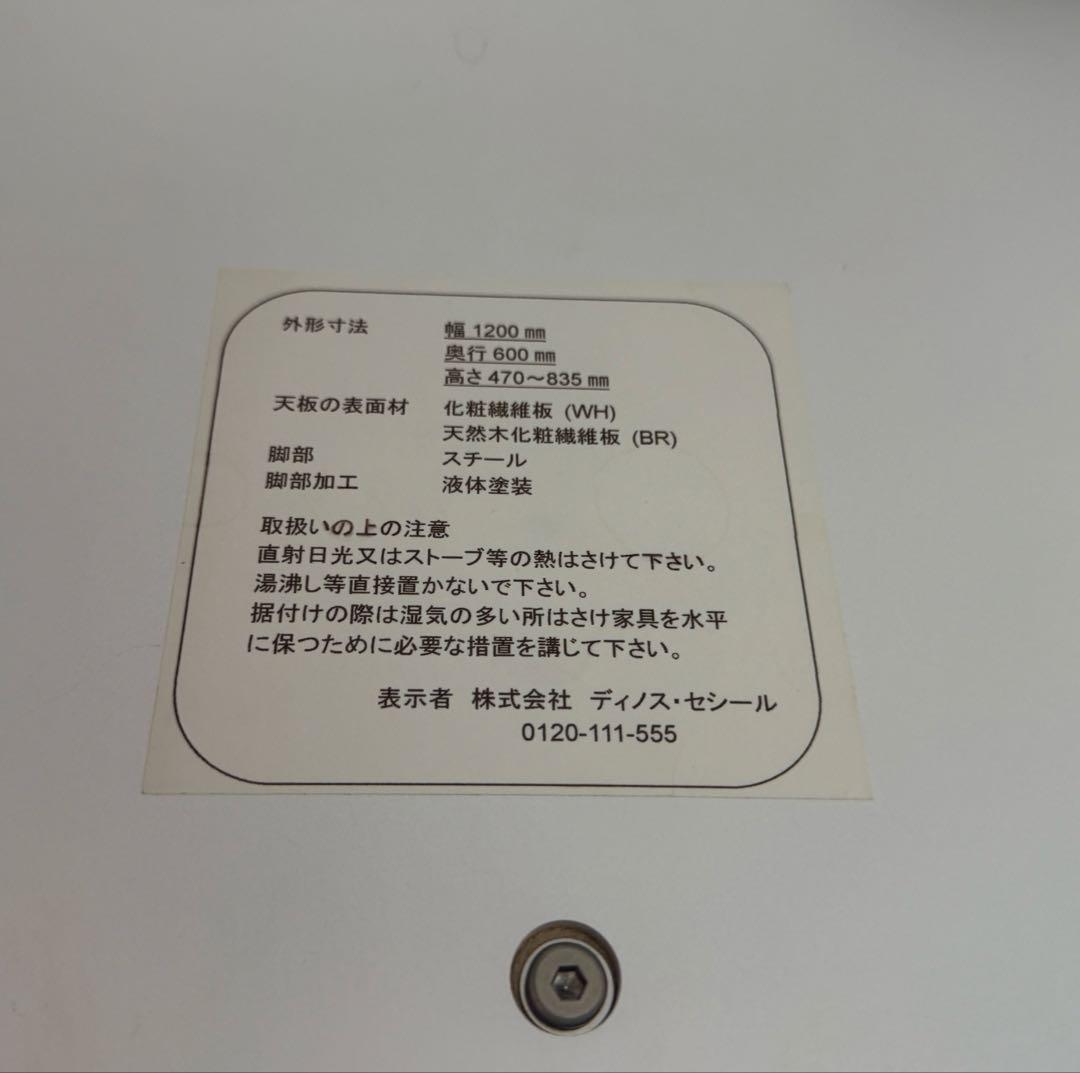 外形寸法 幅 1200 ㎜
奥行 600 ㎜
高さ 470～835 ㎜
天板の表面材 化粧繊維板 (WH)
天然木化粧繊維板 (BR)
脚部 スチール
脚部加工 液体塗装
取扱いの上の注意
直射日光又はストーブ等の熱はさけて下さい。
湯沸し等直接置かないで下さい。
据付けの際は湿気の多い所はさけ家具を水平
に保つために必要な措置を講じて下さい。
表示者 株式会社 ディノス・セシール
0120-111-555